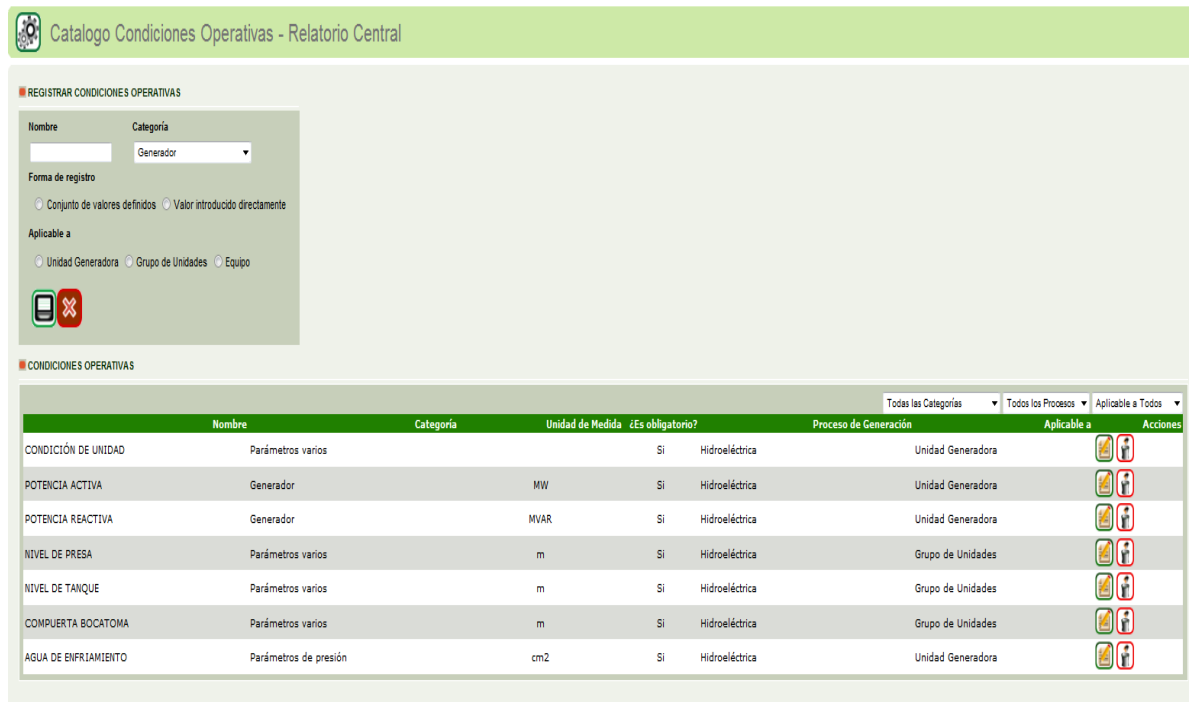 Catalogo Condiciones Operativas - Relatorio Central
REGISTRAR CONDICIONES OPERATIVAS
Nombre Categoría
Generador
Forma de registro
Conjunto de valores definidos Valor introducido directamente
Aplicable a
Unidad Generadora Grupo de Unidades Equipo
CONDICIONES OPERATIVAS
Todas las Categorías Todos los Procesos Aplicable a Todos
Nombre Categoría Unidad de Medida ¿Es obligatorio? Proceso de Generación Aplicable a Acciones
CONDICIÓN DE UNIDAD Parámetros varios Si Hidroeléctrica Unidad Generadora
POTENCIA ACTIVA Generador MW Si Hidroeléctrica Unidad Generadora
POTENCIA REACTIVA Generador MVAR Si Hidroeléctrica Unidad Generadora
NIVEL DE PRESA Parámetros varios m Si Hidroeléctrica Grupo de Unidades
NIVEL DE TANQUE Parámetros varios m Si Hidroeléctrica Grupo de Unidades
COMPUERTA BOCATOMA Parámetros varios m Si Hidroeléctrica Grupo de Unidades
AGUA DE ENFRIAMIENTO Parámetros de presión cm2 Si Hidroeléctrica Unidad Generadora